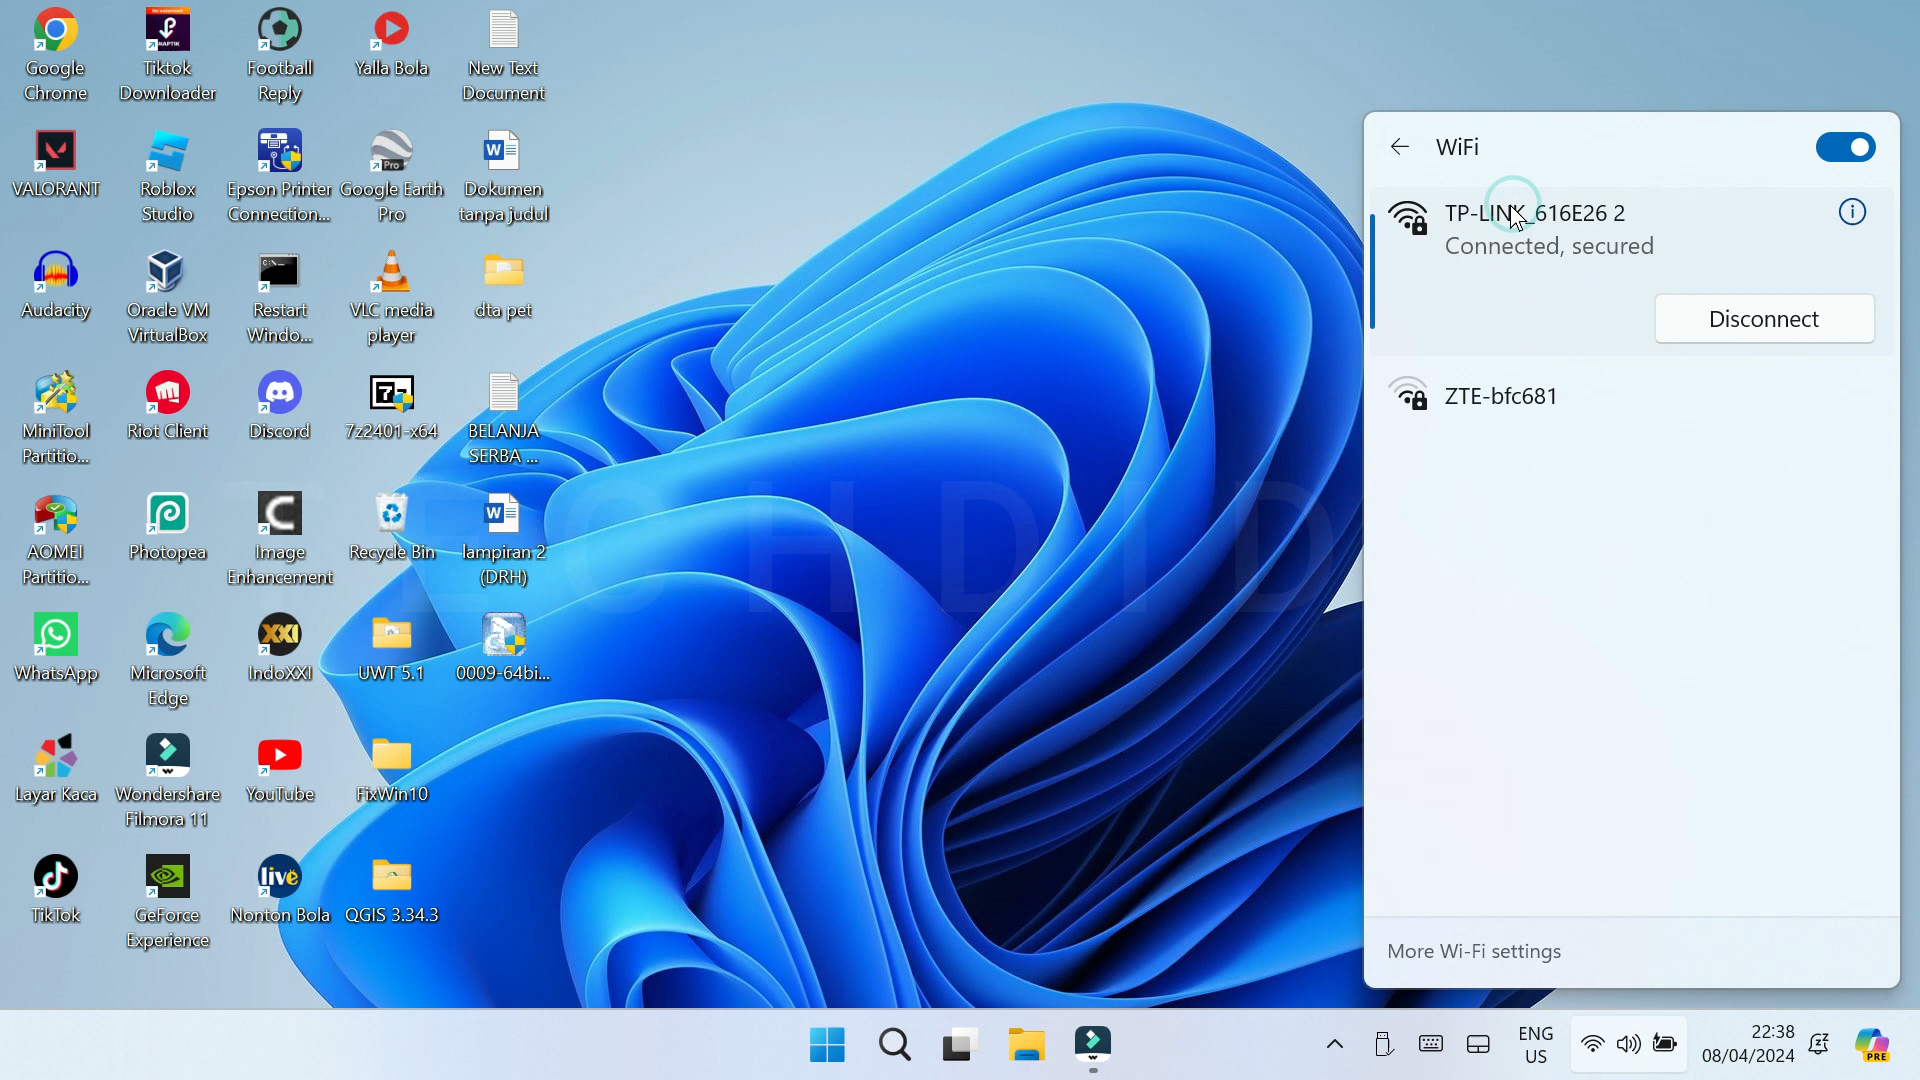 Google
Chrome
Tiktok
Downloader
Football
Reply
Yalla Bola
New Text
Document
VALORANT
Roblox
Studio
Epson Printer
Connection...
Google Earth
Pro
Dokumen
tanpa judul
Audacity
Oracle VM
VirtualBox
Restart
Windo...
VLC media
player
dta pet
MiniTool
Partitio...
Riot Client
Discord
7z2401-x64
BELANJA
SERBA ...
AOMEI
Partitio...
Photopea
Image
Enhancement
Recycle Bin
lampiran 2
(DRH)
WhatsApp
Microsoft
Edge
IndoXXI
UWT 5.1
0009-64bi...
Layar Kaca
Wondershare
Filmora 11
YouTube
FixWin10
TikTok
GeForce
Experience
Nonton Bola
QGIS 3.34.3
TECHDID
WiFi
TP-LINK_616E26 2
Connected, secured
Disconnect
ZTE-bfc681
More Wi-Fi settings
ENG
US
22:38
08/04/2024
PRE